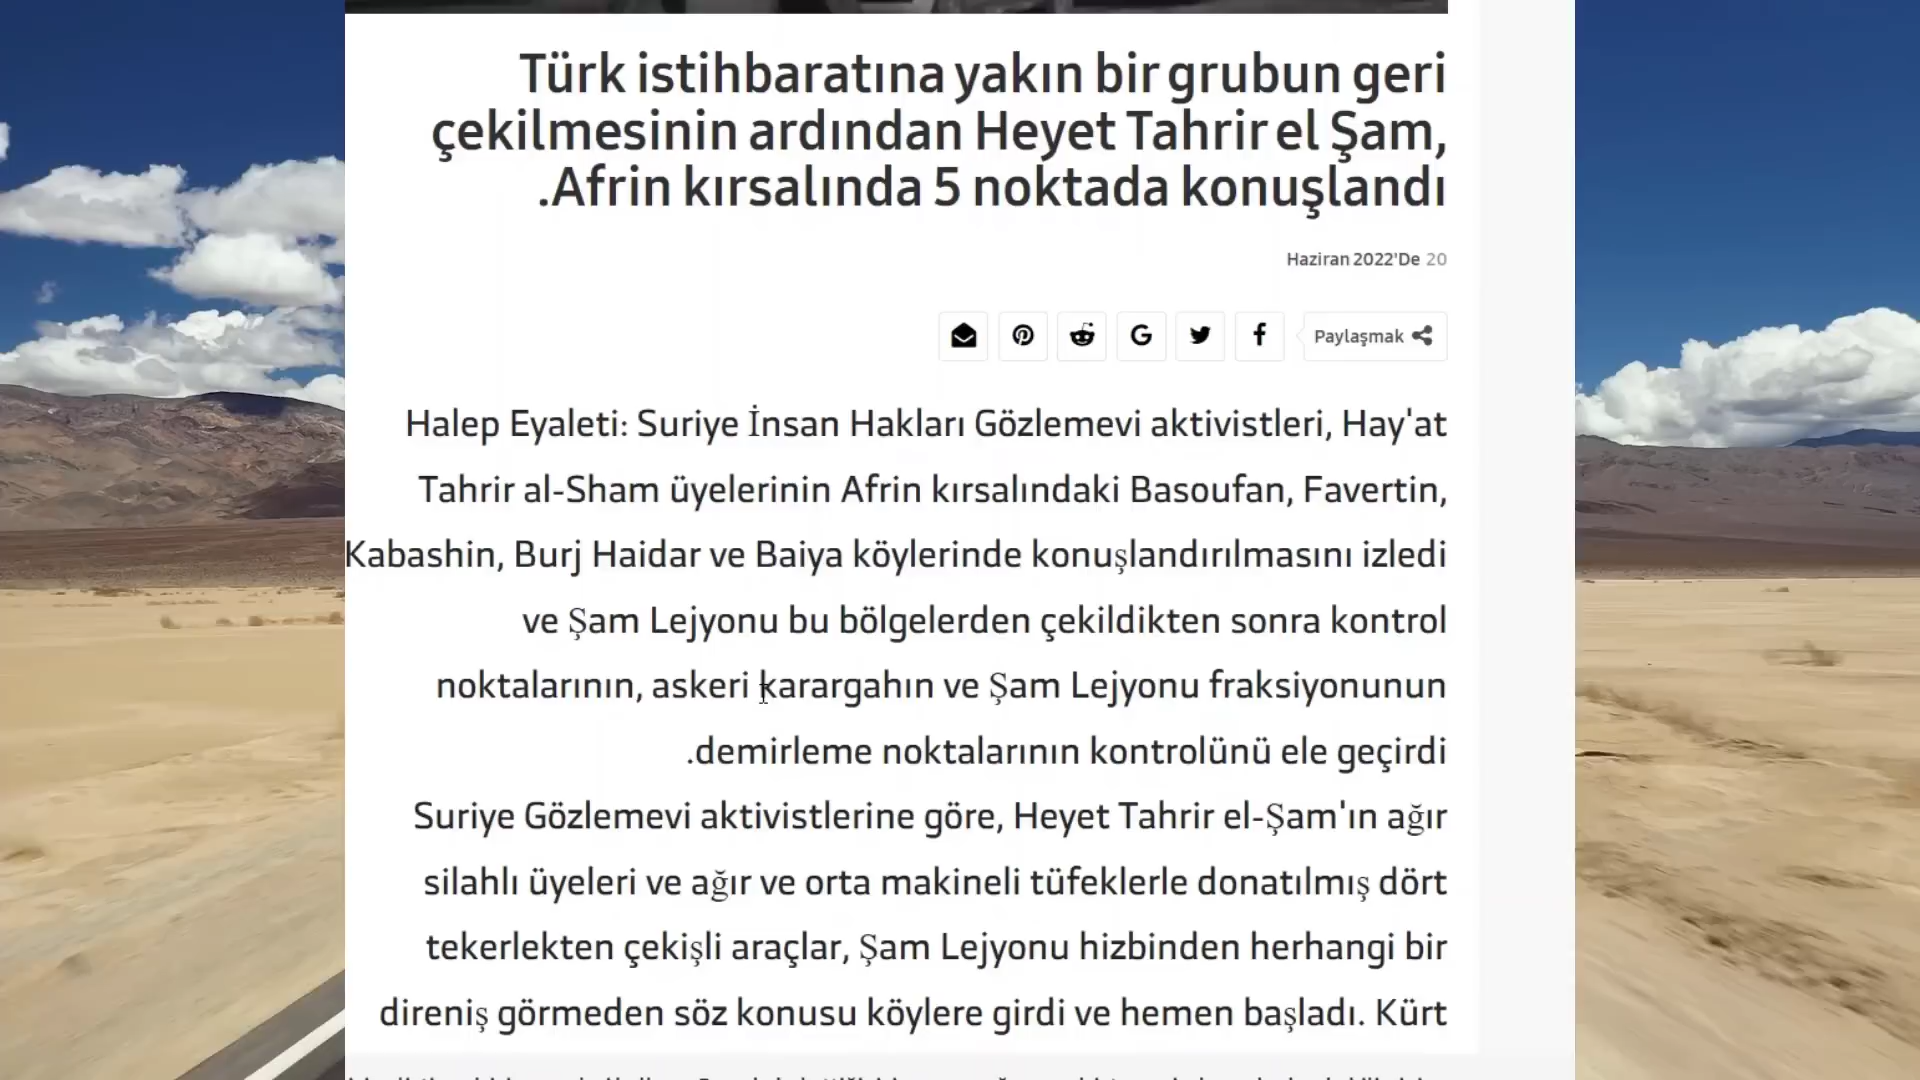 Türk istihbaratına yakın bir grubun geri
çekilmesinin ardından Heyet Tahrir el Şam,
.Afrin kırsalında 5 noktada konuşlandı
Haziran 2022'De 20
Paylaşmak
Halep Eyaleti: Suriye İnsan Hakları Gözlemevi aktivistleri, Hay'at
Tahrir al-Sham üyelerinin Afrin kırsalındaki Basoufan, Favertin,
Kabashin, Burj Haidar ve Baiya köylerinde konuşlandırılmasını izledi
ve Şam Lejyonu bu bölgelerden çekildikten sonra kontrol
noktalarının, askeri karargahın ve Şam Lejyonu fraksiyonunun
.demirleme noktalarının kontrolünü ele geçirdi
Suriye Gözlemevi aktivistlerine göre, Heyet Tahrir el-Şam'ın ağır
silahlı üyeleri ve ağır ve orta makineli tüfeklerle donatılmış dört
tekerlekten çekişli araçlar, Şam Lejyonu hizbinden herhangi bir
direniş görmeden söz konusu köylere girdi ve hemen başladı. Kürt